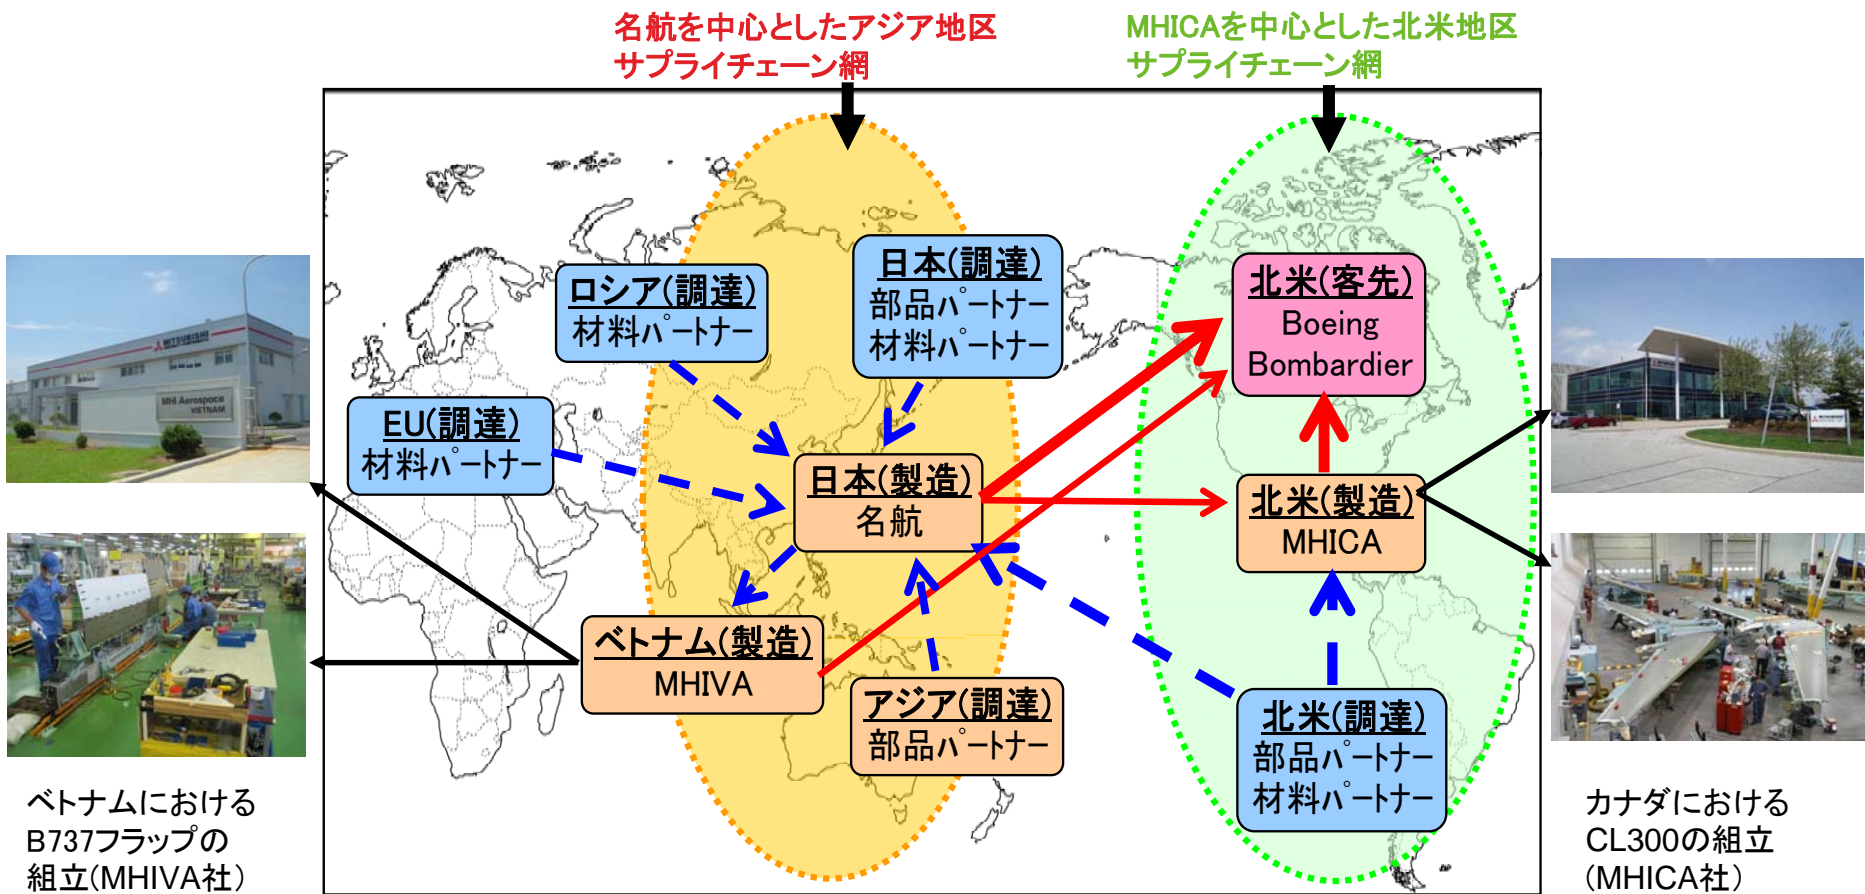 名航を中心としたアジア地区
サプライチェーン網
MHICAを中心とした北米地区
サプライチェーン網
ロシア(調達)
材料パートナー
日本(調達)
部品パートナー
材料パートナー
北米(客先)
Boeing
Bombardier
EU(調達)
材料パートナー
日本(製造)
名航
北米(製造)
MHICA
ベトナム(製造)
MHIVA
アジア(調達)
部品パートナー
北米(調達)
部品パートナー
材料パートナー
MITSUBISHI
MHI Aerospace
VIETNAM
ベトナムにおける
B737フラップの
組立(MHIVA社)
カナダにおける
CL300の組立
(MHICA社)